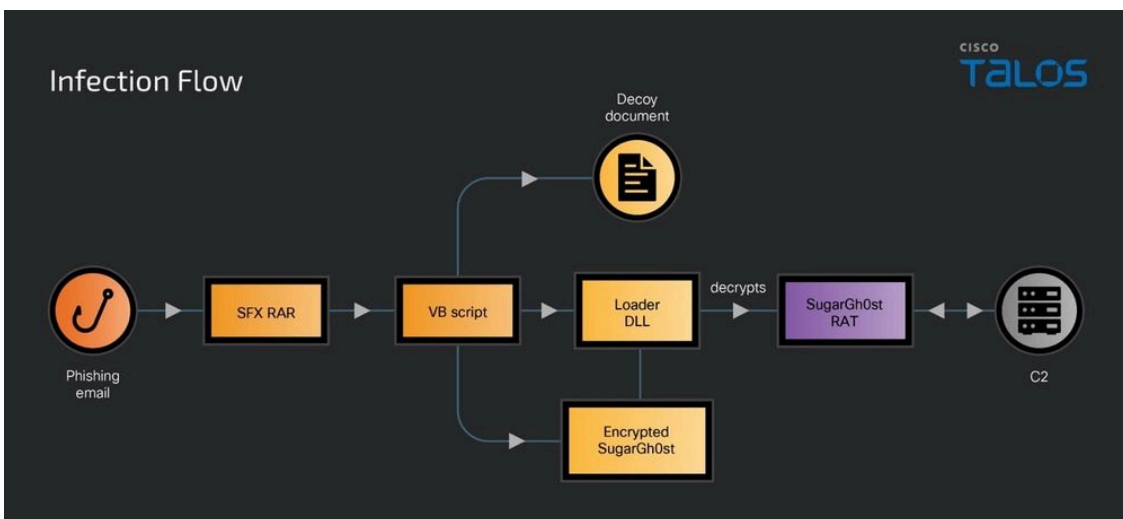 CISCO
TALOS
Infection Flow
Decoy
document
SFX RAR
VB script
Loader
DLL
decrypts
SugarGh0st
RAT
Phishing
email
C2
Encrypted
SugarGh0st